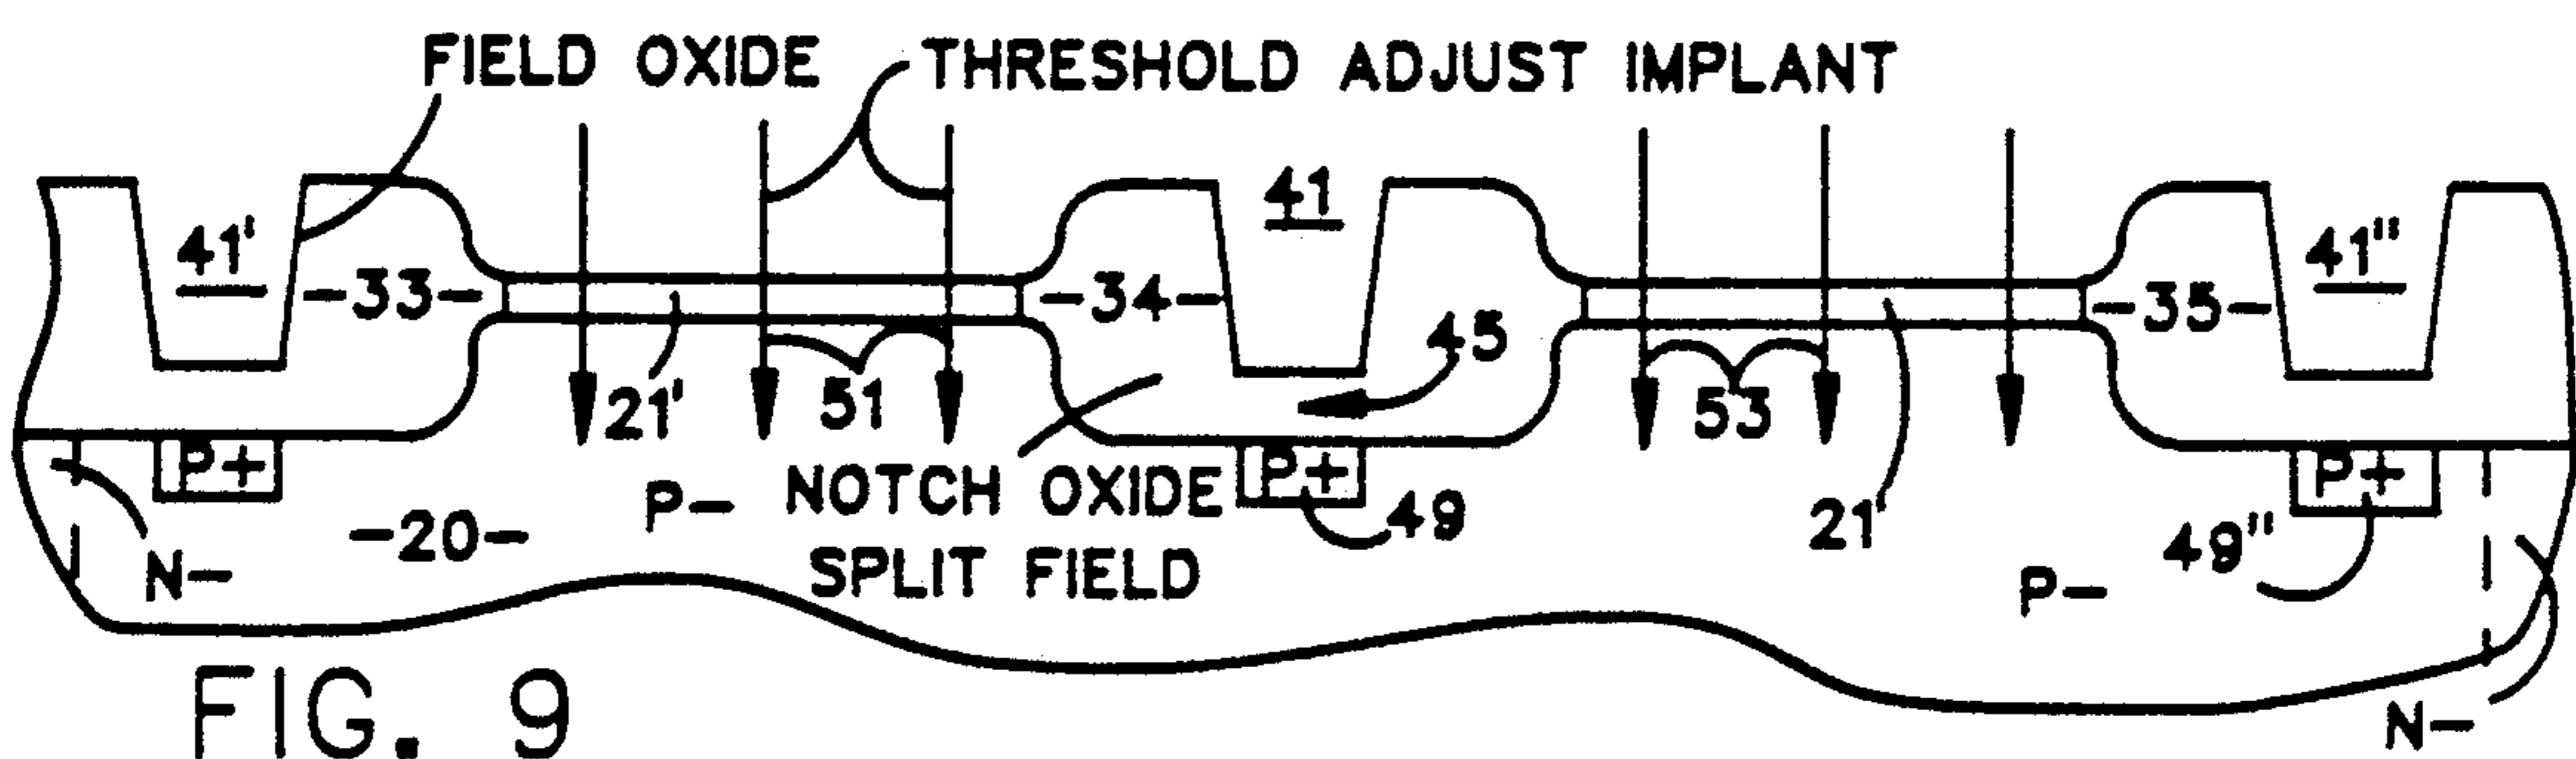 FIELD OXIDE
THRESHOLD ADJUST IMPLANT
41'
-33-
-34-
41
45
-35-
41"
21'
51
53
P+
P-
NOTCH OXIDE
SPLIT FIELD
P+
49
21'
P+
49"
N-
-20-
P-
N-
FIG. 9